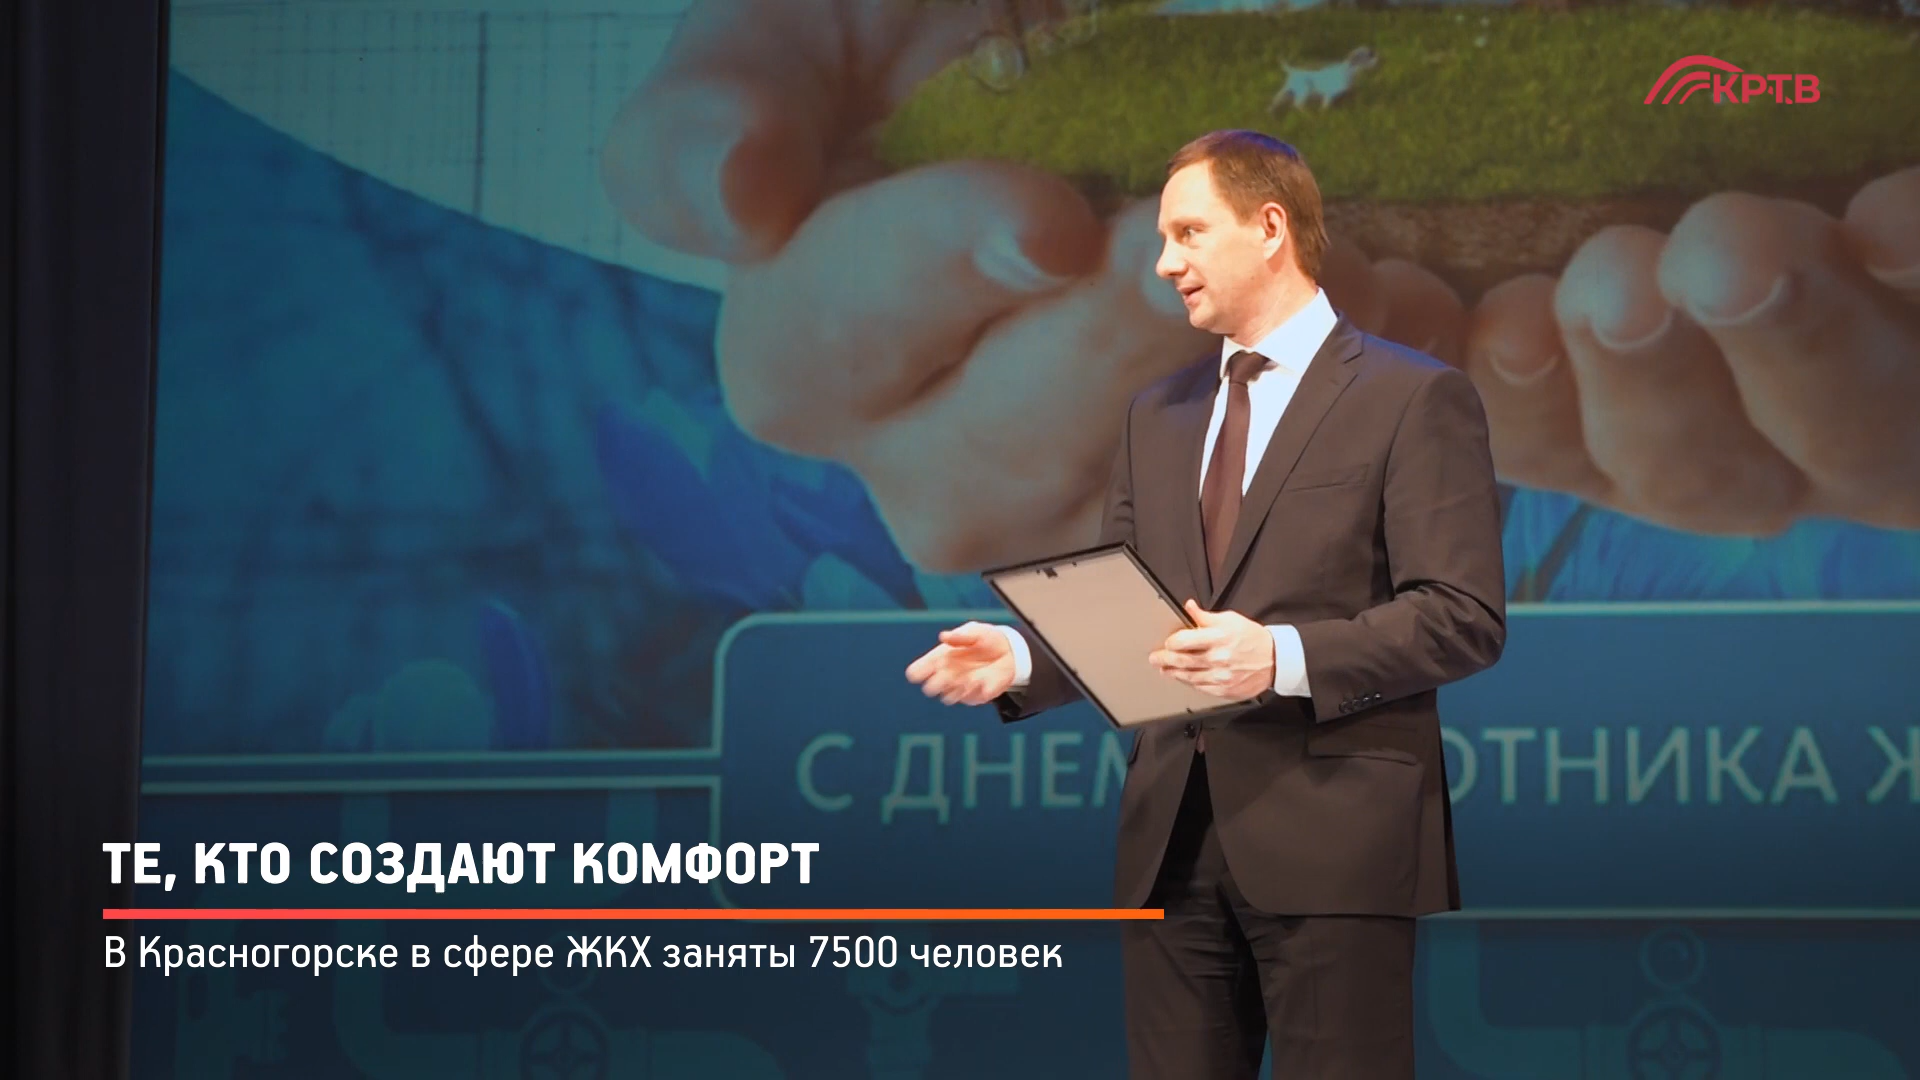 КРТВ
С ДНЕМ ОТНИКА Ж
ТЕ, КТО СОЗДАЮТ КОМФОРТ
В Красногорске в сфере ЖКХ заняты 7500 человек